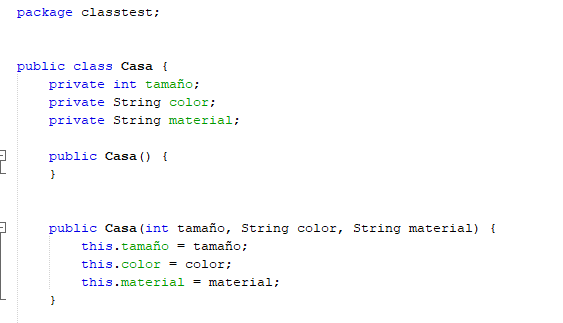 package classtest;
public class Casa {
private int tamaño;
private String color;
private String material;
public Casa() {
}
public Casa(int tamaño, String color, String material) {
this.tamaño = tamaño;
this.color = color;
this.material = material;
}